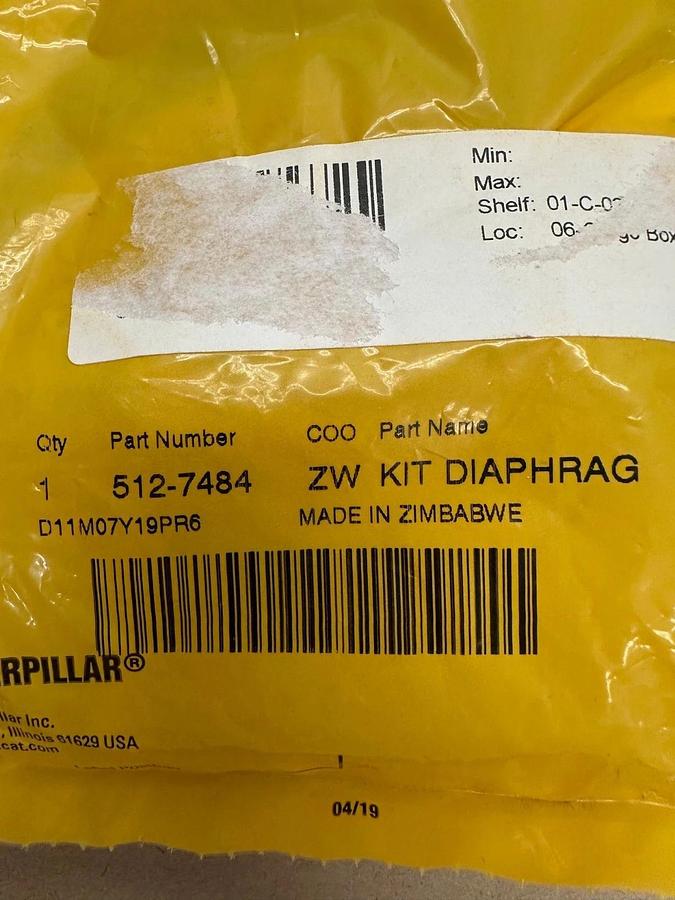 Min:
Max:
Shelf: 01-C-0
Loc: 06- Box
Qty Part Number COO Part Name
1 512-7484 ZW KIT DIAPHRAG
D11M07Y19PR6 MADE IN ZIMBABWE
RPILLAR®
llar Inc.
, Illinois 61629 USA
cat.com
04/19